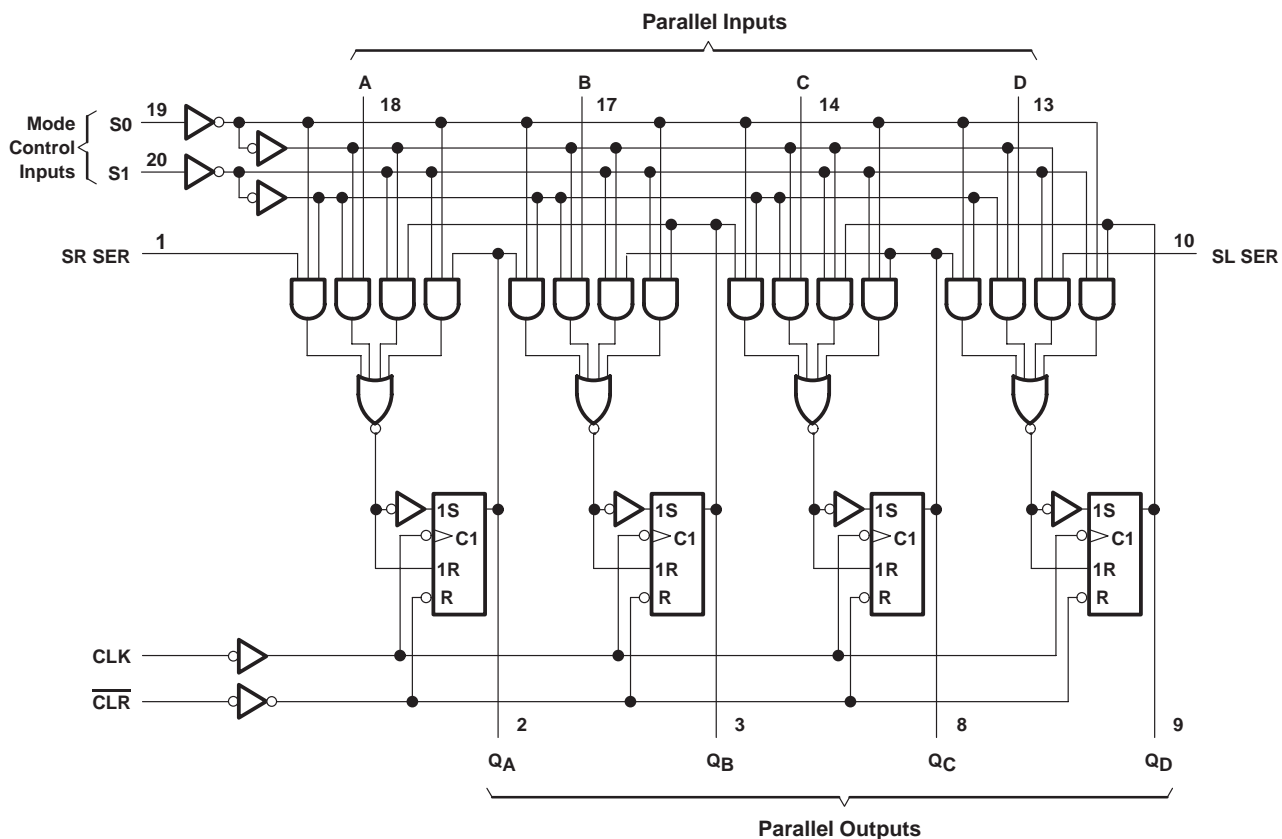 Parallel Inputs
A B C D
18 17 14 13
Mode
Control
Inputs
S0 19
S1 20
SR SER 1
10 SL SER
1S 1S 1S 1S
C1 C1 C1 C1
1R 1R 1R 1R
R R R R
CLK
CLR
2 3 8 9
QA QB QC QD
Parallel Outputs